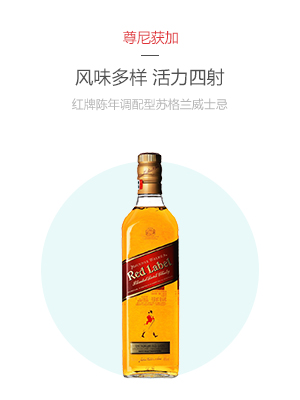 尊尼获加
风味多样 活力四射
红牌陈年调配型苏格兰威士忌
JOHNNIE WALKER
Red Label
Blended Scotch Whisky